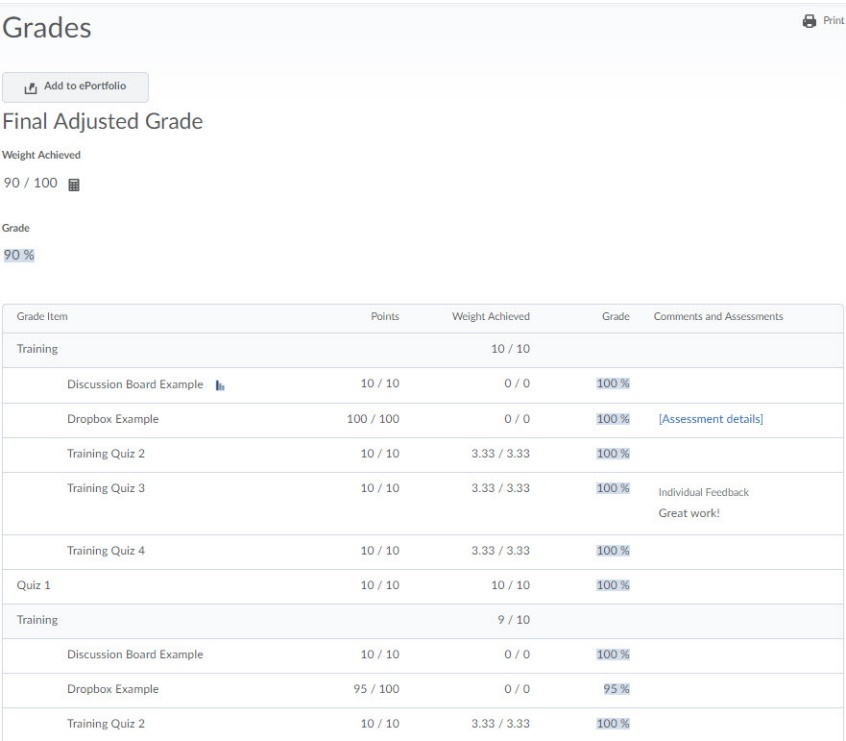 Grades
Print
Add to ePortfolio
Final Adjusted Grade
Weight Achieved
90 / 100
Grade
90 %
Grade Item Points Weight Achieved Grade Comments and Assessments
Training 10 / 10
Discussion Board Example 10 / 10 0 / 0 100 %
Dropbox Example 100 / 100 0 / 0 100 % [Assessment details]
Training Quiz 2 10 / 10 3.33 / 3.33 100 %
Training Quiz 3 10 / 10 3.33 / 3.33 100 % Individual Feedback
Great work!
Training Quiz 4 10 / 10 3.33 / 3.33 100 %
Quiz 1 10 / 10 10 / 10 100 %
Training 9 / 10
Discussion Board Example 10 / 10 0 / 0 100 %
Dropbox Example 95 / 100 0 / 0 95 %
Training Quiz 2 10 / 10 3.33 / 3.33 100 %